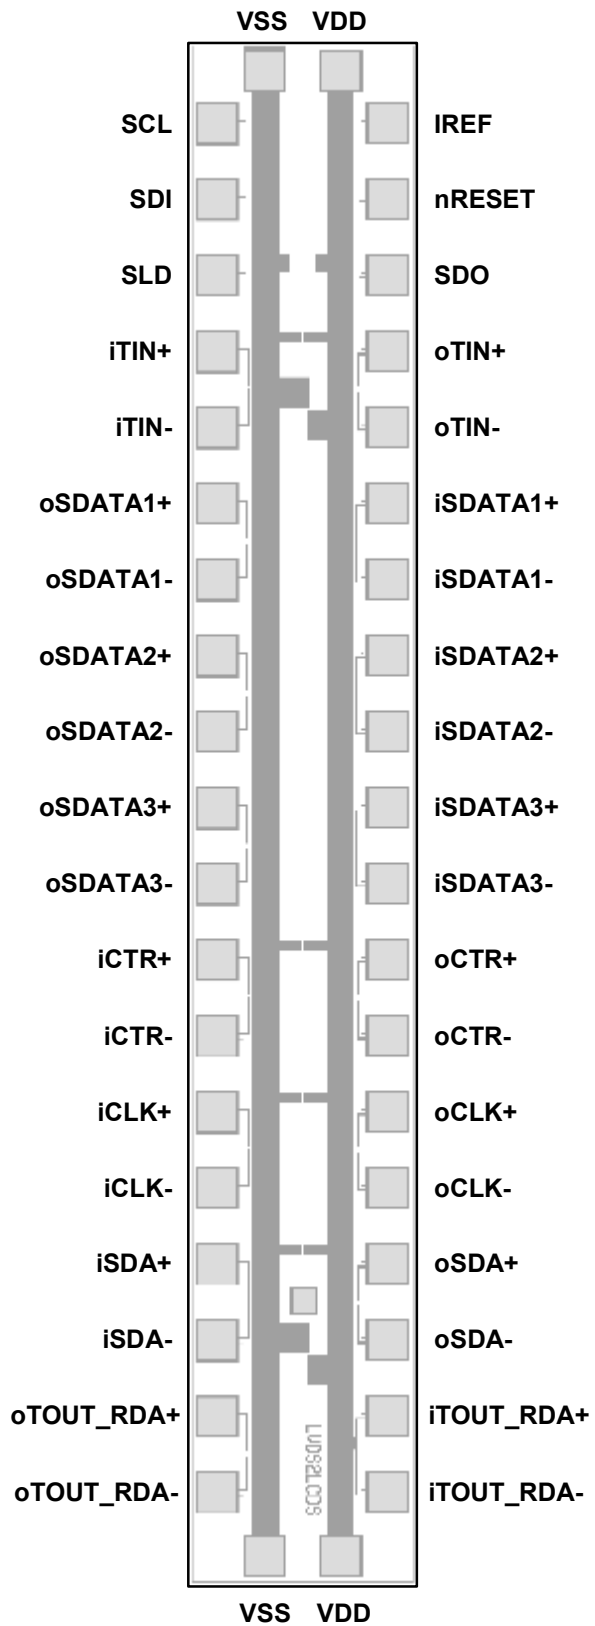 VSS VDD
SCL IREF
SDI nRESET
SLD SDO
iTIN+ oTIN+
iTIN- oTIN-
oSDATA1+ iSDATA1+
oSDATA1- iSDATA1-
oSDATA2+ iSDATA2+
oSDATA2- iSDATA2-
oSDATA3+ iSDATA3+
oSDATA3- iSDATA3-
iCTR+ oCTR+
iCTR- oCTR-
iCLK+ oCLK+
iCLK- oCLK-
iSDA+ oSDA+
iSDA- oSDA-
oTOUT_RDA+ iTOUT_RDA+
LVDS2LCDS
oTOUT_RDA- iTOUT_RDA-
VSS VDD